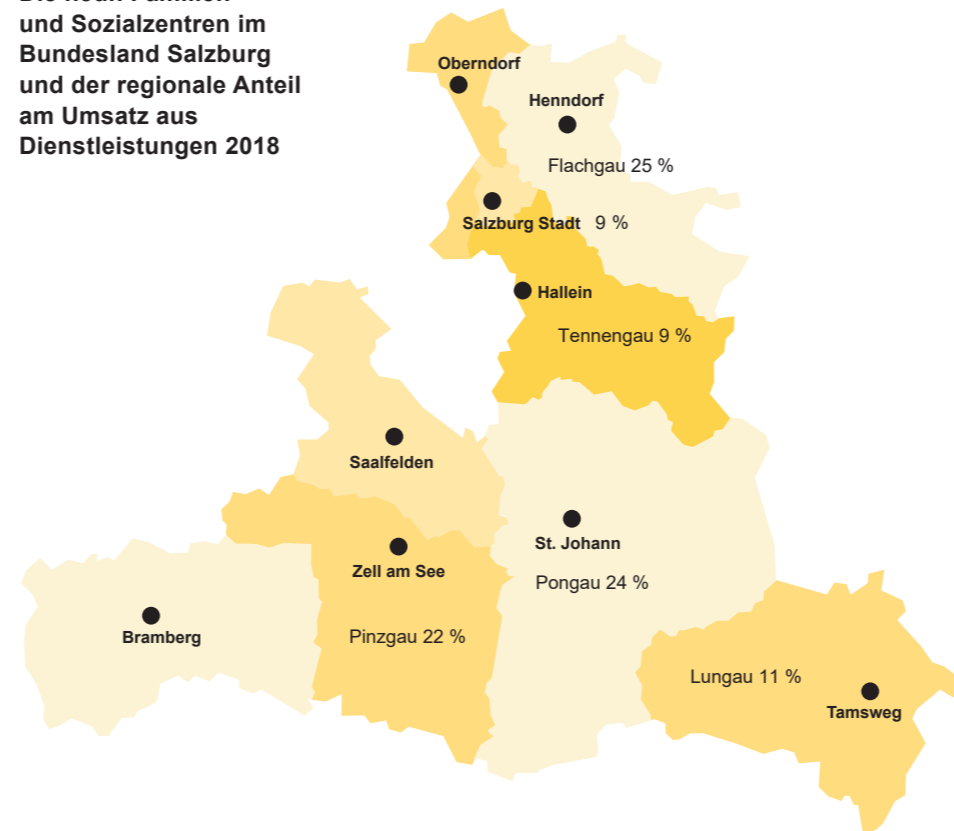 und Sozialzentren im
Bundesland Salzburg
und der regionale Anteil
am Umsatz aus
Dienstleistungen 2018
Oberndorf
Henndorf
Flachgau 25 %
Salzburg Stadt 9 %
Hallein
Tennengau 9 %
Saalfelden
St. Johann
Zell am See
Pongau 24 %
Bramberg
Pinzgau 22 %
Lungau 11 %
Tamsweg